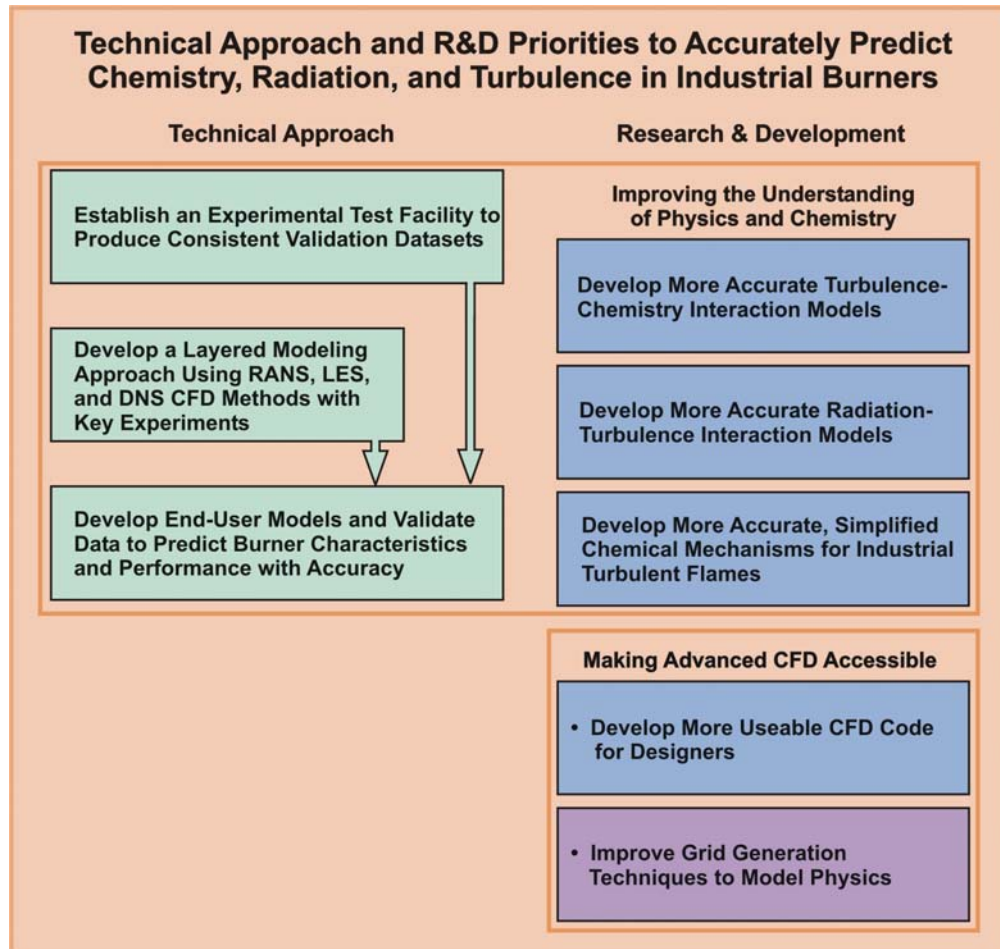 Technical Approach and R&D Priorities to Accurately Predict
Chemistry, Radiation, and Turbulence in Industrial Burners
Technical Approach
Establish an Experimental Test Facility to
Produce Consistent Validation Datasets
Develop a Layered Modeling
Approach Using RANS, LES,
and DNS CFD Methods with
Key Experiments
Develop End-User Models and Validate
Data to Predict Burner Characteristics
and Performance with Accuracy
Research & Development
Improving the Understanding
of Physics and Chemistry
Develop More Accurate Turbulence-
Chemistry Interaction Models
Develop More Accurate Radiation-
Turbulence Interaction Models
Develop More Accurate, Simplified
Chemical Mechanisms for Industrial
Turbulent Flames
Making Advanced CFD Accessible
• Develop More Useable CFD Code
for Designers
• Improve Grid Generation
Techniques to Model Physics